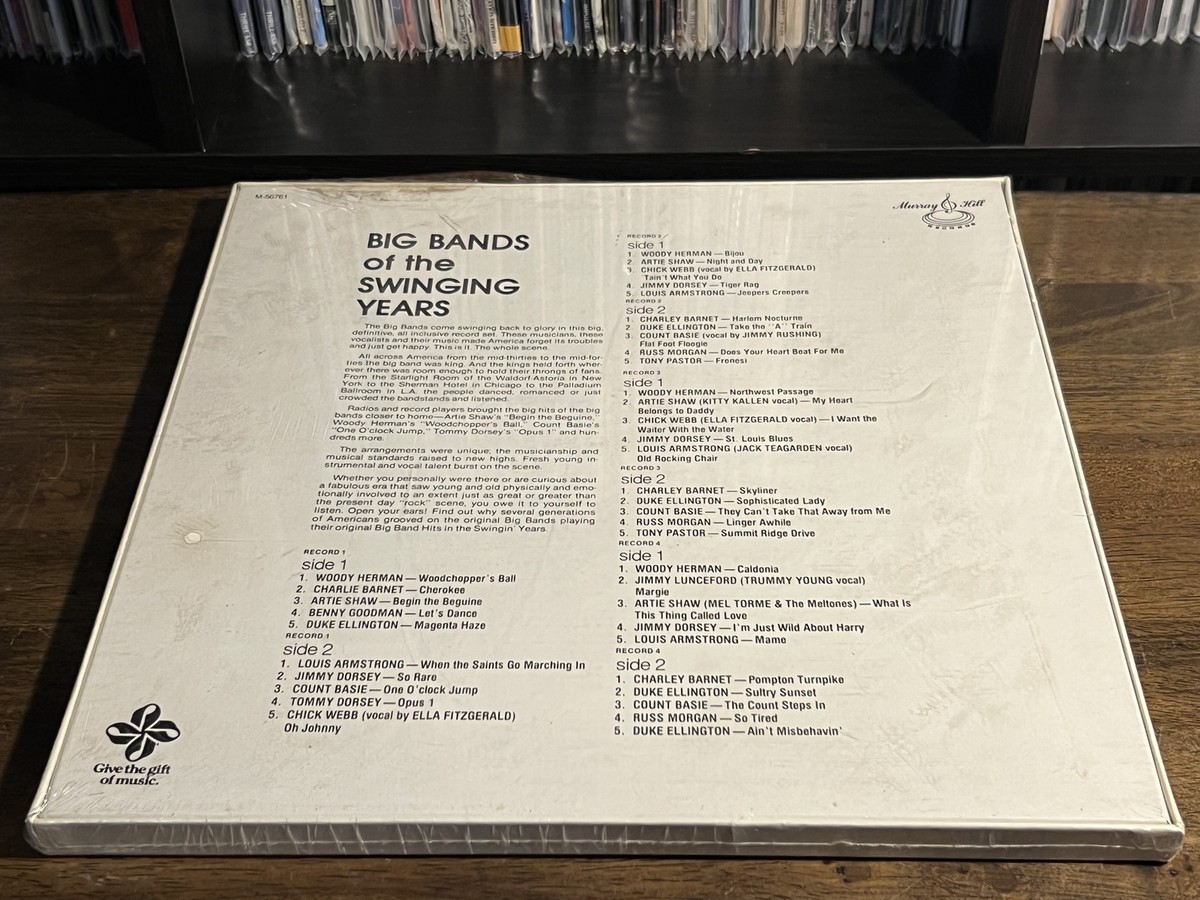 M-56761
BIG BANDS
of the
SWINGING
YEARS
The Big Bands come swinging back to glory in this big,
definitive, all inclusive record set. These musicians, these
vocalists and their music made America forget its troubles
and just get happy. This is it. The whole scene.
All across America from the mid-thirties to the mid-for-
ties the big band was king. And the kings held forth wher-
ever there was room enough to hold their throngs of fans.
From the Starlight Room of the Waldorf-Astoria in New
York to the Sherman Hotel in Chicago to the Palladium
Ballroom in L.A. the people danced, romanced or just
crowded the bandstands and listened.
Radios and record players brought the big hits of the big
bands closer to home—Artie Shaw's "Begin the Beguine,"
Woody Herman's "Woodchopper's Ball," Count Basie's
"One O'clock Jump," Tommy Dorsey's "Opus 1" and hun-
dreds more.
The arrangements were unique; the musicianship and
musical standards raised to new highs. Fresh young in-
strumental and vocal talent burst on the scene.
Whether you personally were there or are curious about
a fabulous era that saw young and old physically and emo-
tionally involved to an extent just as great or greater than
the present day "rock" scene, you owe it to yourself to
listen. Open your ears! Find out why several generations
of Americans grooved on the original Big Bands playing
their original Big Band Hits in the Swingin' Years.
RECORD 1
side 1
1. WOODY HERMAN — Woodchopper's Ball
2. CHARLIE BARNET — Cherokee
3. ARTIE SHAW — Begin the Beguine
4. BENNY GOODMAN — Let's Dance
5. DUKE ELLINGTON — Magenta Haze
RECORD 1
side 2
1. LOUIS ARMSTRONG — When the Saints Go Marching In
2. JIMMY DORSEY — So Rare
3. COUNT BASIE — One O'clock Jump
4. TOMMY DORSEY — Opus 1
5. CHICK WEBB (vocal by ELLA FITZGERALD)
Oh Johnny
Give the gift
of music.
Murray Hill
RECORDS
RECORD 2
side 1
1. WOODY HERMAN — Bijou
2. ARTIE SHAW — Night and Day
3. CHICK WEBB (vocal by ELLA FITZGERALD)
Tain't What You Do
4. JIMMY DORSEY — Tiger Rag
5. LOUIS ARMSTRONG — Jeepers Creepers
RECORD 2
side 2
1. CHARLEY BARNET — Harlem Nocturne
2. DUKE ELLINGTON — Take the "A" Train
3. COUNT BASIE (vocal by JIMMY RUSHING)
Flat Foot Floogie
4. RUSS MORGAN — Does Your Heart Beat For Me
5. TONY PASTOR — Frenesi
RECORD 3
side 1
1. WOODY HERMAN — Northwest Passage
2. ARTIE SHAW (KITTY KALLEN vocal) — My Heart
Belongs to Daddy
3. CHICK WEBB (ELLA FITZGERALD vocal) — I Want the
Waiter With the Water
4. JIMMY DORSEY — St. Louis Blues
5. LOUIS ARMSTRONG (JACK TEAGARDEN vocal)
Old Rocking Chair
RECORD 3
side 2
1. CHARLEY BARNET — Skyliner
2. DUKE ELLINGTON — Sophisticated Lady
3. COUNT BASIE — They Can't Take That Away from Me
4. RUSS MORGAN — Linger Awhile
5. TONY PASTOR — Summit Ridge Drive
RECORD 4
side 1
1. WOODY HERMAN — Caldonia
2. JIMMY LUNCEFORD (TRUMMY YOUNG vocal)
Margie
3. ARTIE SHAW (MEL TORME & The Meltones) — What Is
This Thing Called Love
4. JIMMY DORSEY — I'm Just Wild About Harry
5. LOUIS ARMSTRONG — Mame
RECORD 4
side 2
1. CHARLEY BARNET — Pompton Turnpike
2. DUKE ELLINGTON — Sultry Sunset
3. COUNT BASIE — The Count Steps In
4. RUSS MORGAN — So Tired
5. DUKE ELLINGTON — Ain't Misbehavin'